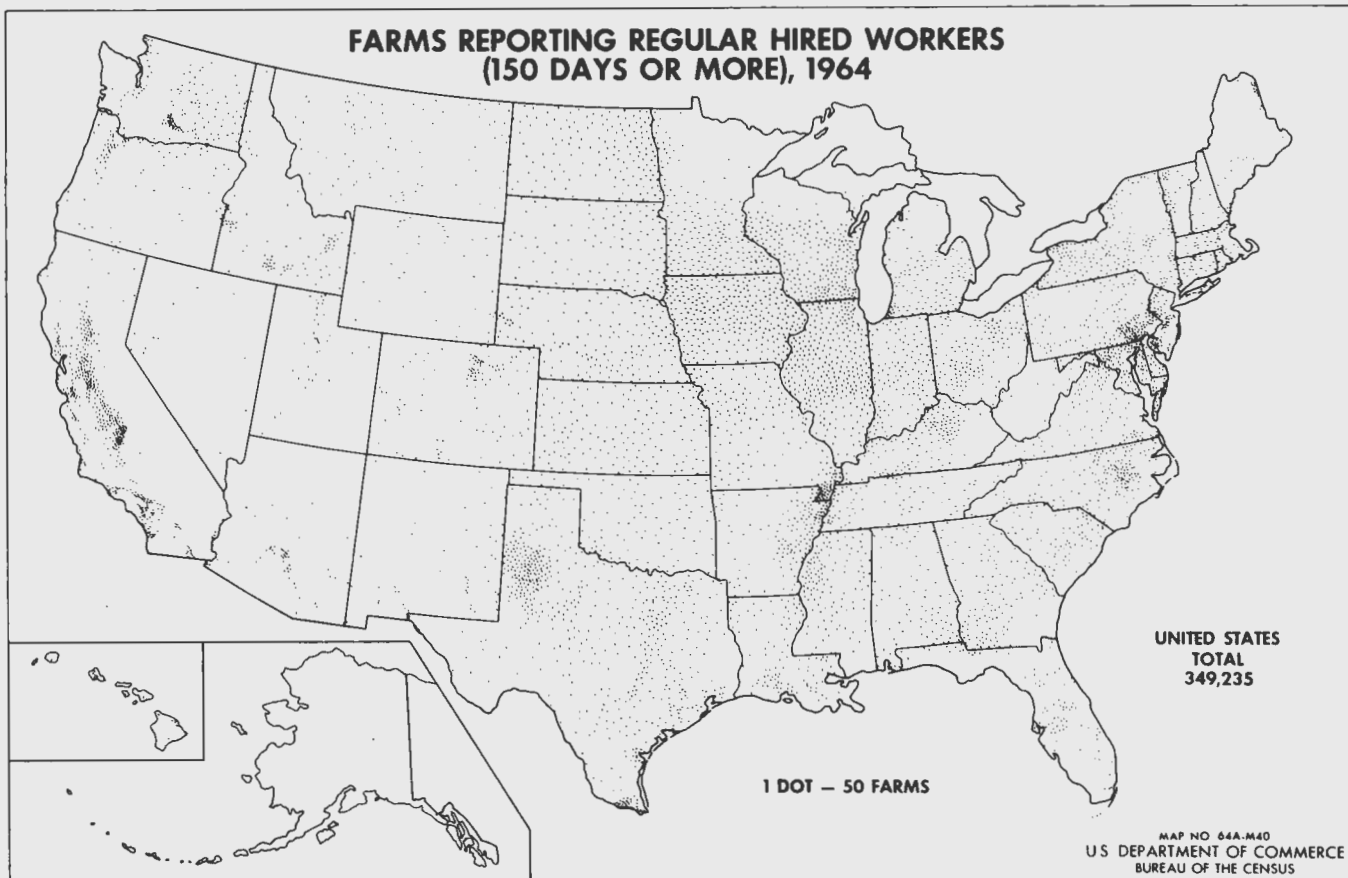 FARMS REPORTING REGULAR HIRED WORKERS
(150 DAYS OR MORE), 1964
UNITED STATES
TOTAL
349,235
1 DOT — 50 FARMS
MAP NO 64A-M40
U S DEPARTMENT OF COMMERCE
BUREAU OF THE CENSUS